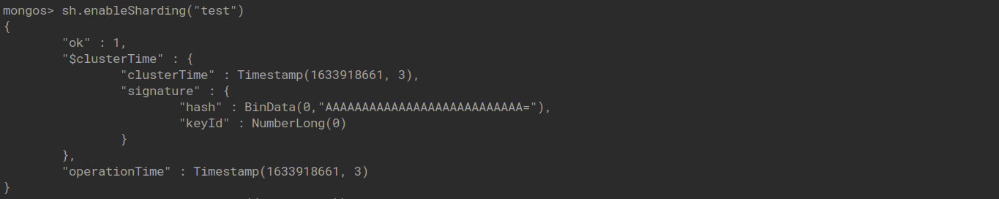 mongos> sh.enableSharding("test")
{
        "ok" : 1,
        "$clusterTime" : {
                "clusterTime" : Timestamp(1633918661, 3),
                "signature" : {
                        "hash" : BinData(0,"AAAAAAAAAAAAAAAAAAAAAAAAAAA="),
                        "keyId" : NumberLong(0)
                }
        },
        "operationTime" : Timestamp(1633918661, 3)
}